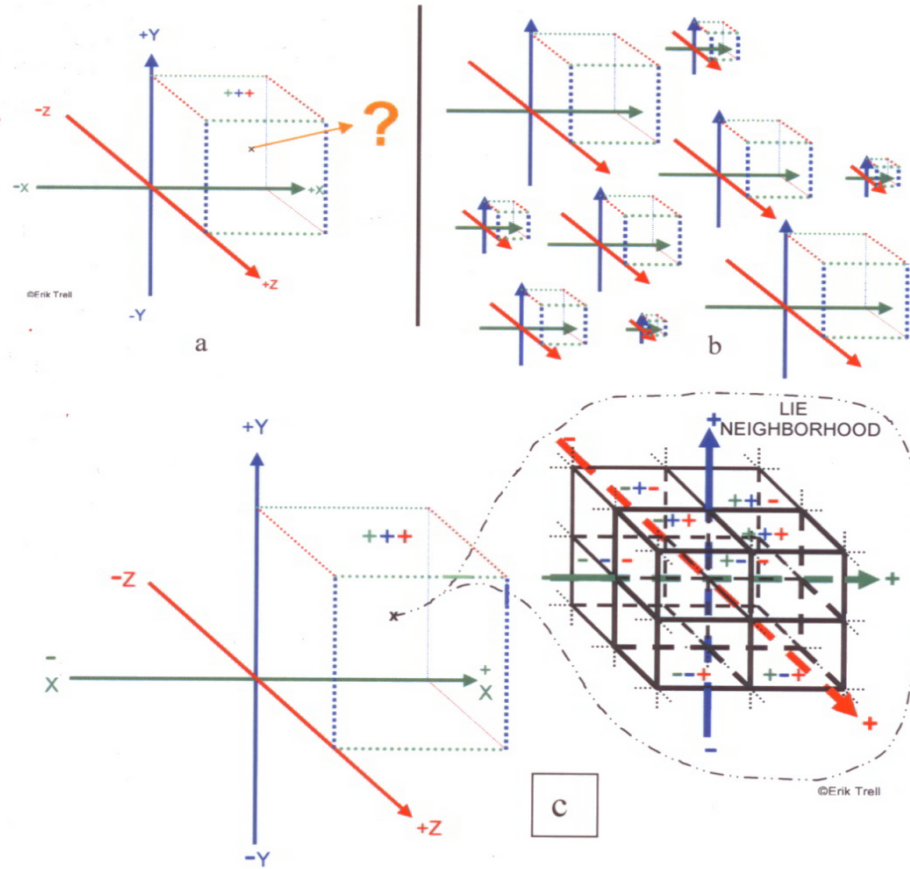 +Y
-Z
+++
?
x
-X
+X
+Z
©Erik Trell
-Y
a
b
LIE
NEIGHBORHOOD
+Y
+
-
-+-
++-
+++
-++
-Z
+++
---
+--
x
+
-
X
+
X
--+
+-+
+
-
+Z
-Y
c
©Erik Trell